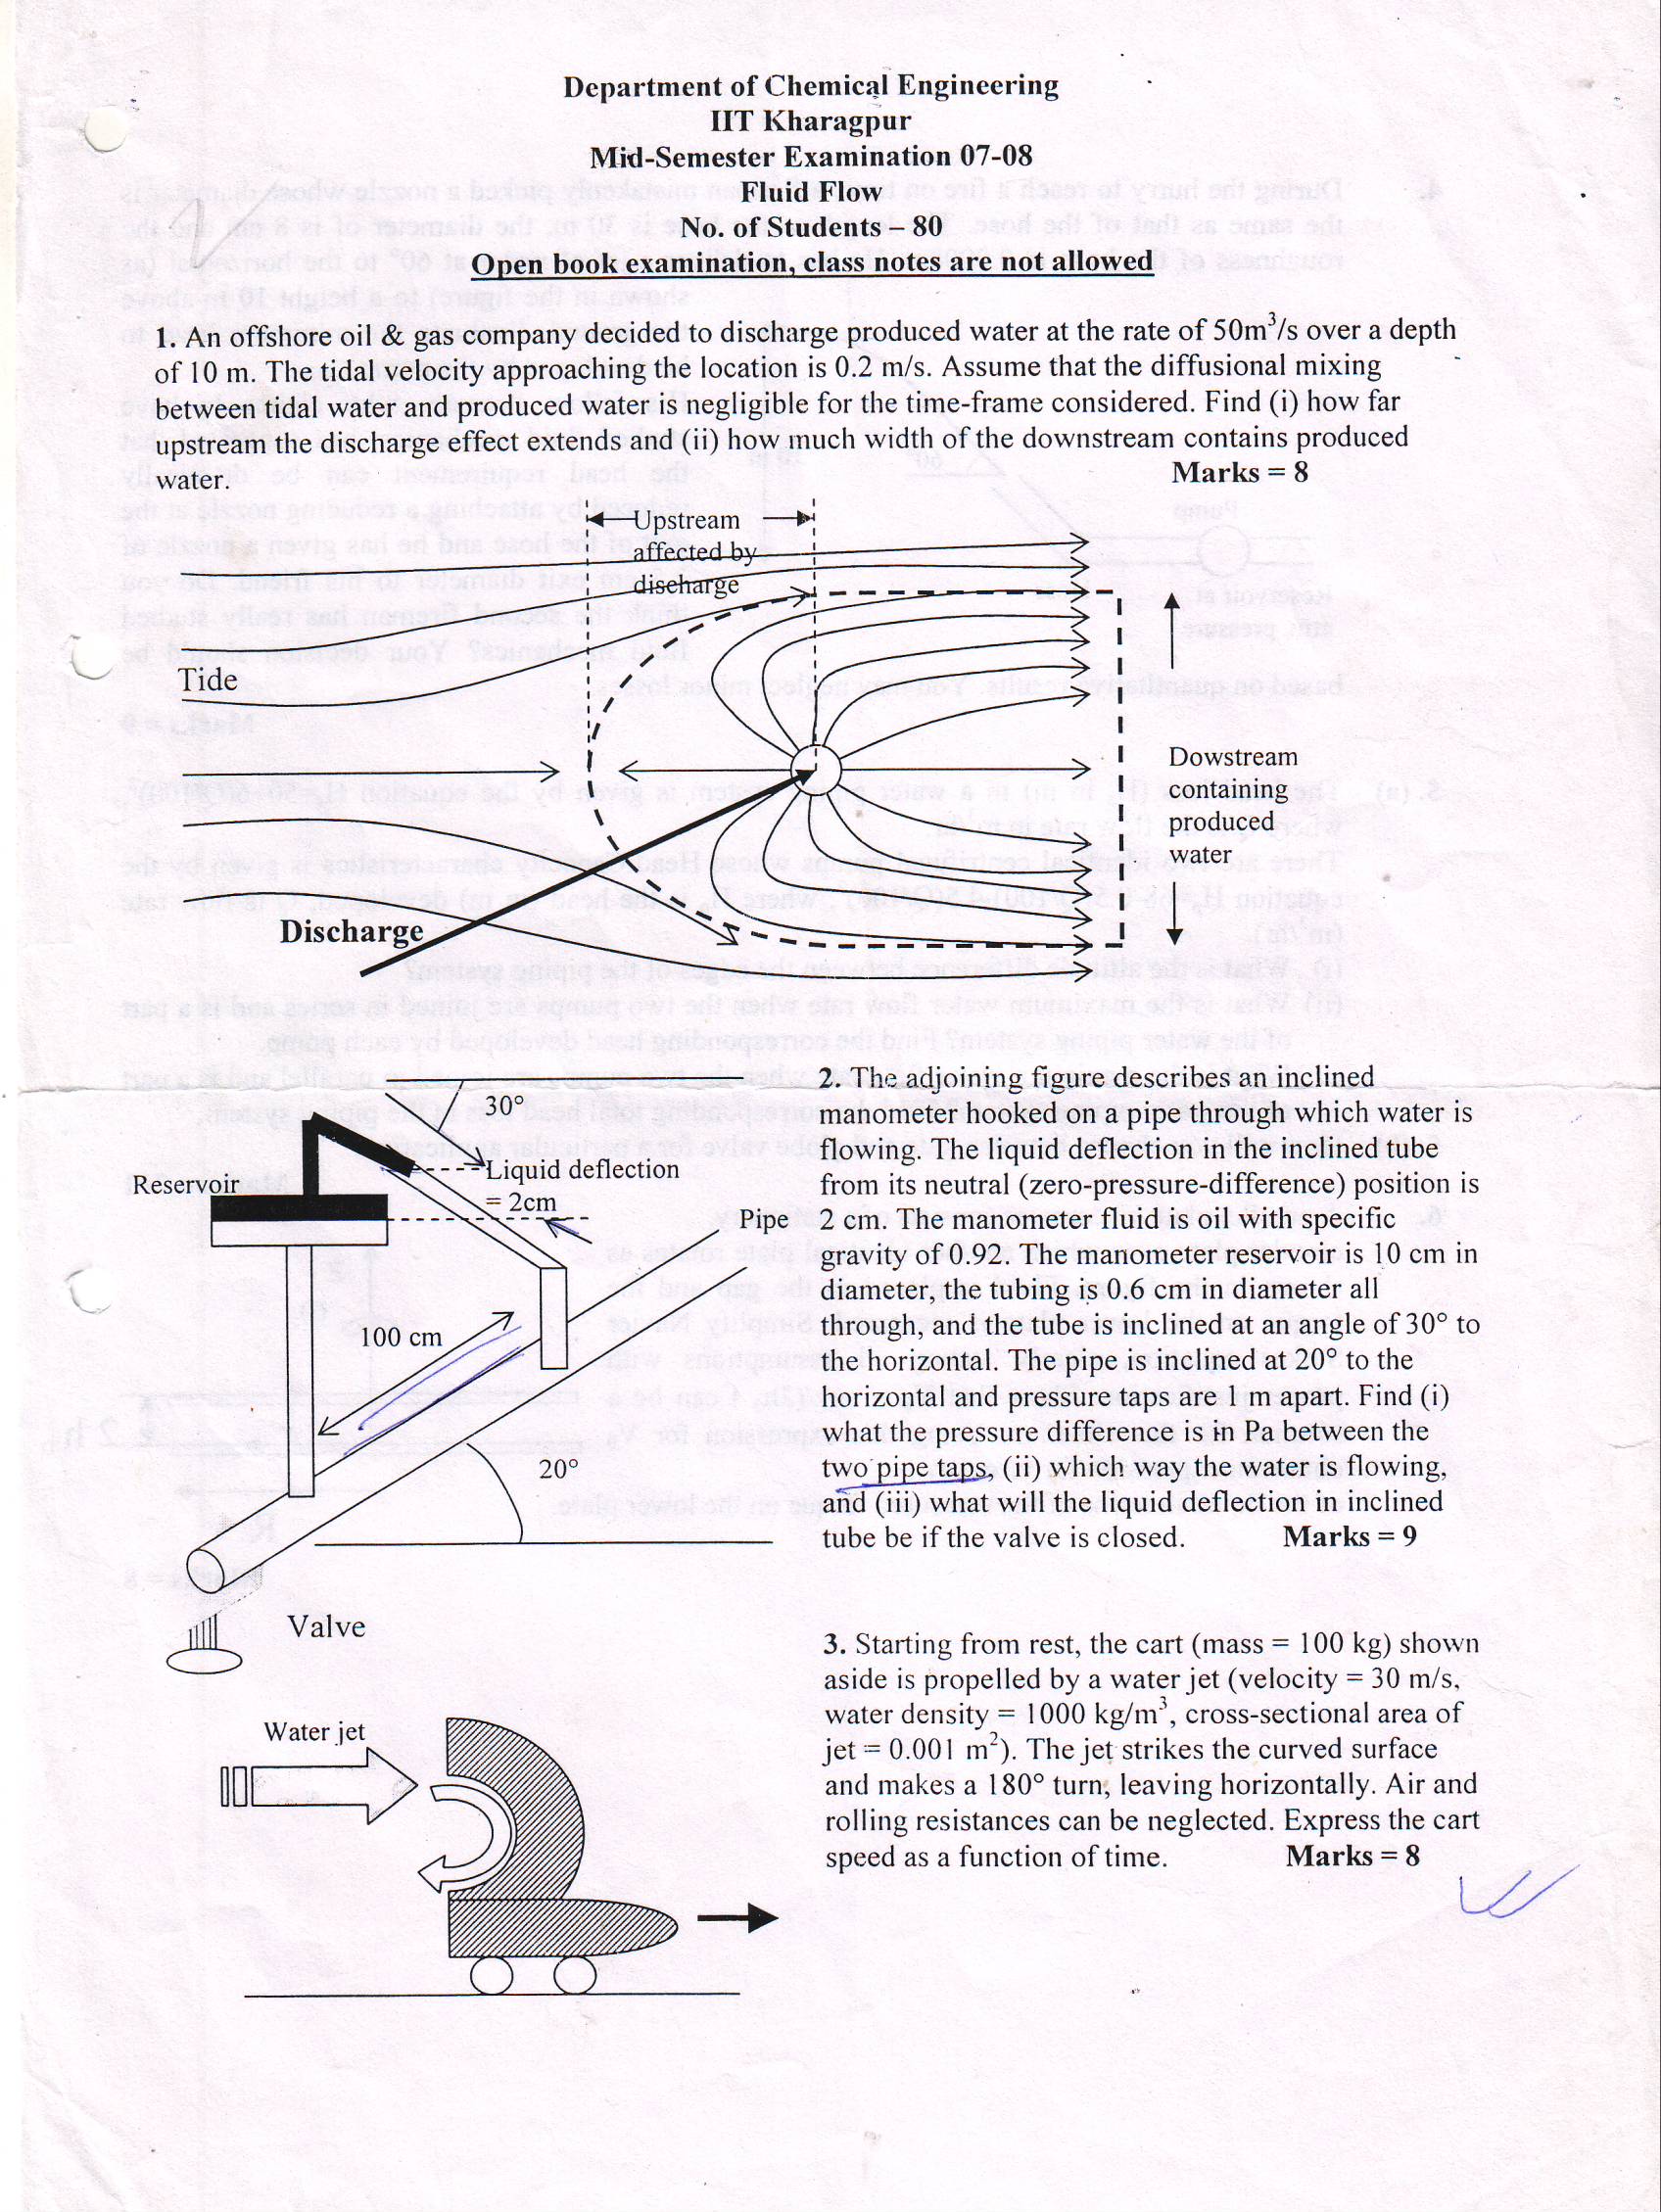 Department of Chemical Engineering
IIT Kharagpur
Mid-Semester Examination 07-08
Fluid Flow
No. of Students – 80
Open book examination, class notes are not allowed
1. An offshore oil & gas company decided to discharge produced water at the rate of 50m³/s over a depth
of 10 m. The tidal velocity approaching the location is 0.2 m/s. Assume that the diffusional mixing
between tidal water and produced water is negligible for the time-frame considered. Find (i) how far
upstream the discharge effect extends and (ii) how much width of the downstream contains produced
water. Marks = 8
Upstream
affected by
discharge
Tide
Dowstream
containing
produced
water
Discharge
2. The adjoining figure describes an inclined
manometer hooked on a pipe through which water is
flowing. The liquid deflection in the inclined tube
from its neutral (zero-pressure-difference) position is
2 cm. The manometer fluid is oil with specific
gravity of 0.92. The manometer reservoir is 10 cm in
diameter, the tubing is 0.6 cm in diameter all
through, and the tube is inclined at an angle of 30° to
the horizontal. The pipe is inclined at 20° to the
horizontal and pressure taps are 1 m apart. Find (i)
what the pressure difference is in Pa between the
two pipe taps, (ii) which way the water is flowing,
and (iii) what will the liquid deflection in inclined
tube be if the valve is closed. Marks = 9
30°
Liquid deflection
= 2cm
Reservoir
Pipe
100 cm
20°
Valve
3. Starting from rest, the cart (mass = 100 kg) shown
aside is propelled by a water jet (velocity = 30 m/s,
water density = 1000 kg/m³, cross-sectional area of
jet = 0.001 m²). The jet strikes the curved surface
and makes a 180° turn, leaving horizontally. Air and
rolling resistances can be neglected. Express the cart
speed as a function of time. Marks = 8
Water jet